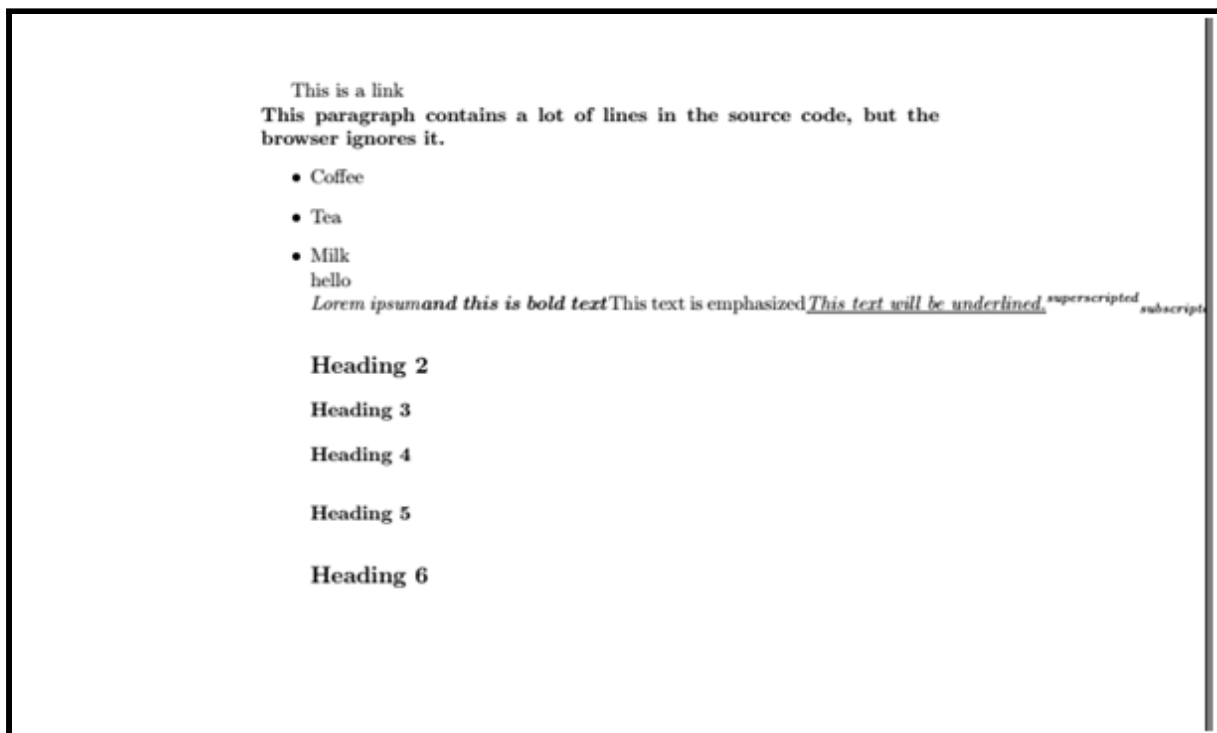 This is a link
This paragraph contains a lot of lines in the source code, but the
browser ignores it.
• Coffee
• Tea
• Milk
hello
Lorem ipsumand this is bold textThis text is emphasizedThis text will be underlined.superscripted
Heading 2
Heading 3
Heading 4
Heading 5
Heading 6